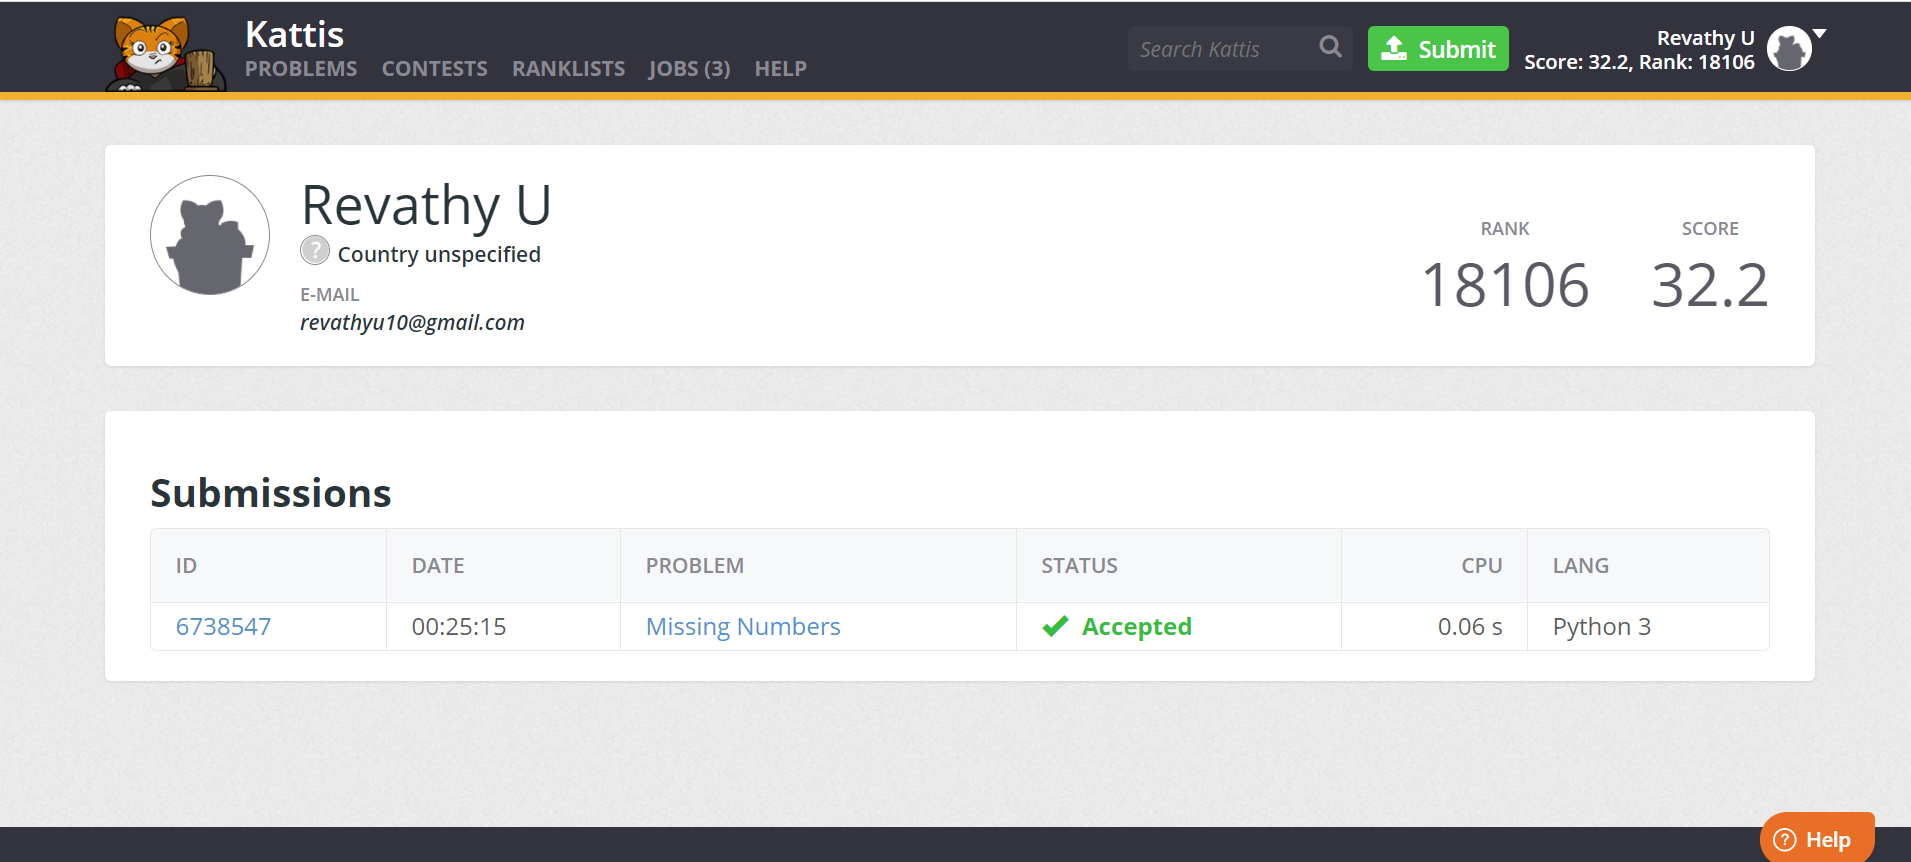 Kattis
PROBLEMS CONTESTS RANKLISTS JOBS (3) HELP
Search Kattis
Submit
Revathy U
Score: 32.2, Rank: 18106
Revathy U
? Country unspecified
E-MAIL
revathyu10@gmail.com
RANK SCORE
18106 32.2
Submissions
ID DATE PROBLEM STATUS CPU LANG
6738547 00:25:15 Missing Numbers Accepted 0.06 s Python 3
? Help